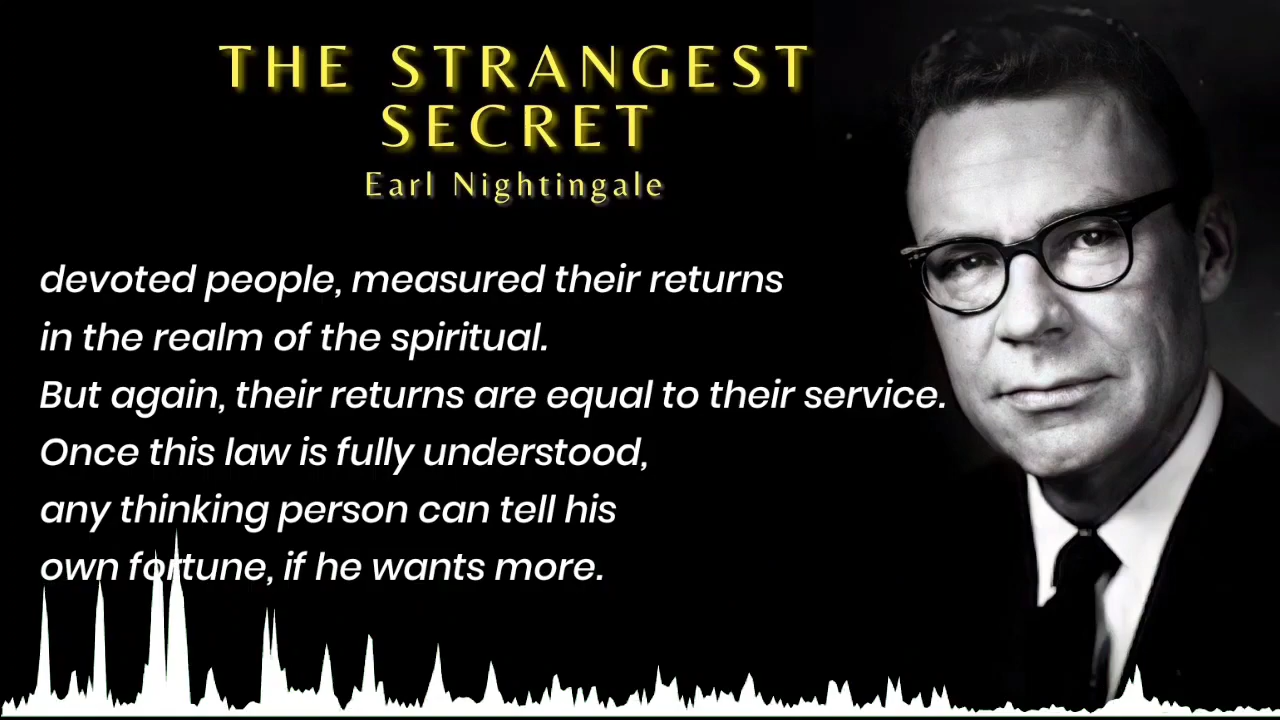 THE STRANGEST
SECRET
Earl Nightingale
devoted people, measured their returns
in the realm of the spiritual.
But again, their returns are equal to their service.
Once this law is fully understood,
any thinking person can tell his
own fortune, if he wants more.